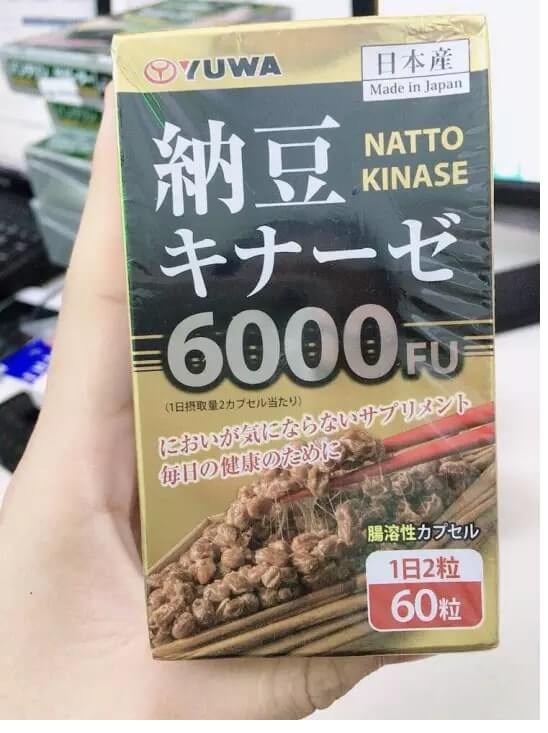 YUWA
日本産
Made in Japan
納豆
NATTO
KINASE
キナーゼ
6000FU
(1日摂取量2カプセル当たり)
においが気にならないサプリメント
毎日の健康のために
腸溶性カプセル
1日2粒
60粒